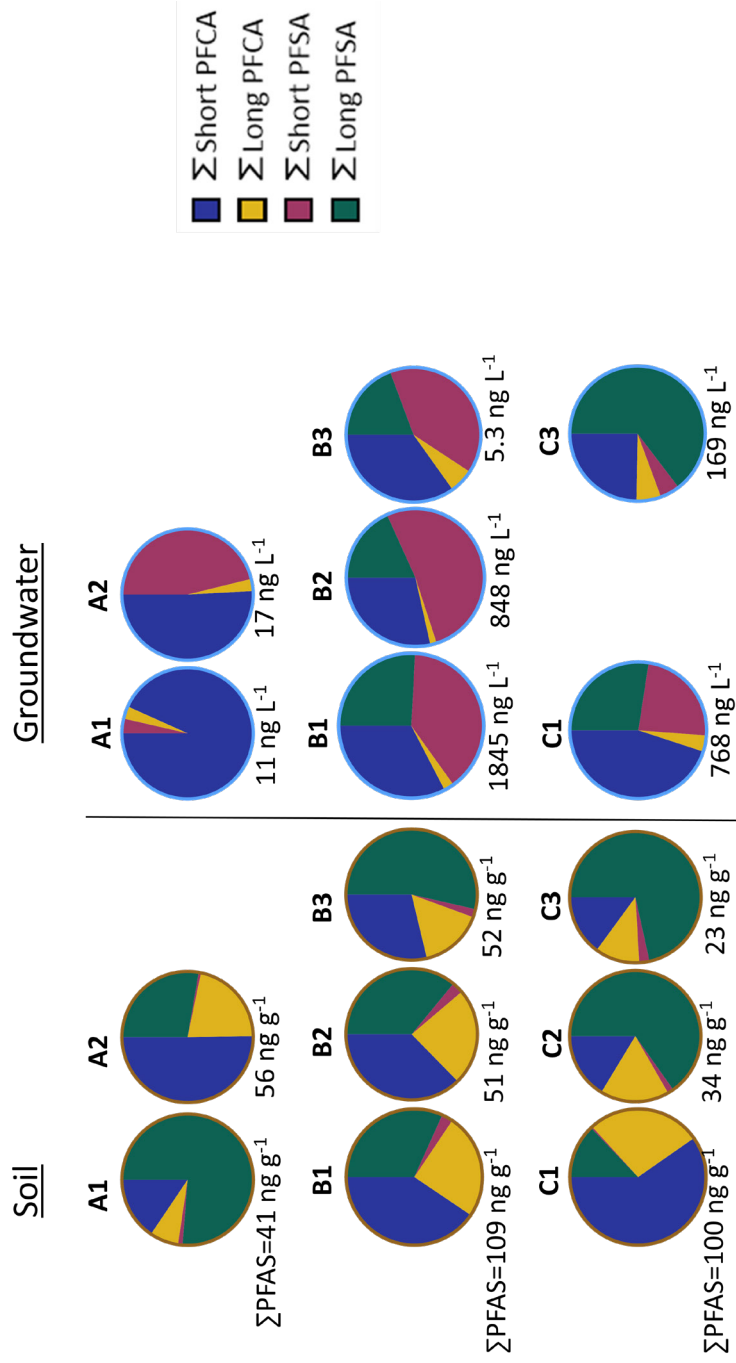 Soil
Groundwater
A1
A2
A1
A2
∑PFAS=41 ng g⁻¹
56 ng g⁻¹
11 ng L⁻¹
17 ng L⁻¹
B1
B2
B3
B1
B2
B3
∑PFAS=109 ng g⁻¹
51 ng g⁻¹
52 ng g⁻¹
1845 ng L⁻¹
848 ng L⁻¹
5.3 ng L⁻¹
C1
C2
C3
C1
C3
∑PFAS=100 ng g⁻¹
34 ng g⁻¹
23 ng g⁻¹
768 ng L⁻¹
169 ng L⁻¹
∑Short PFCA
∑Long PFCA
∑Short PFSA
∑Long PFSA